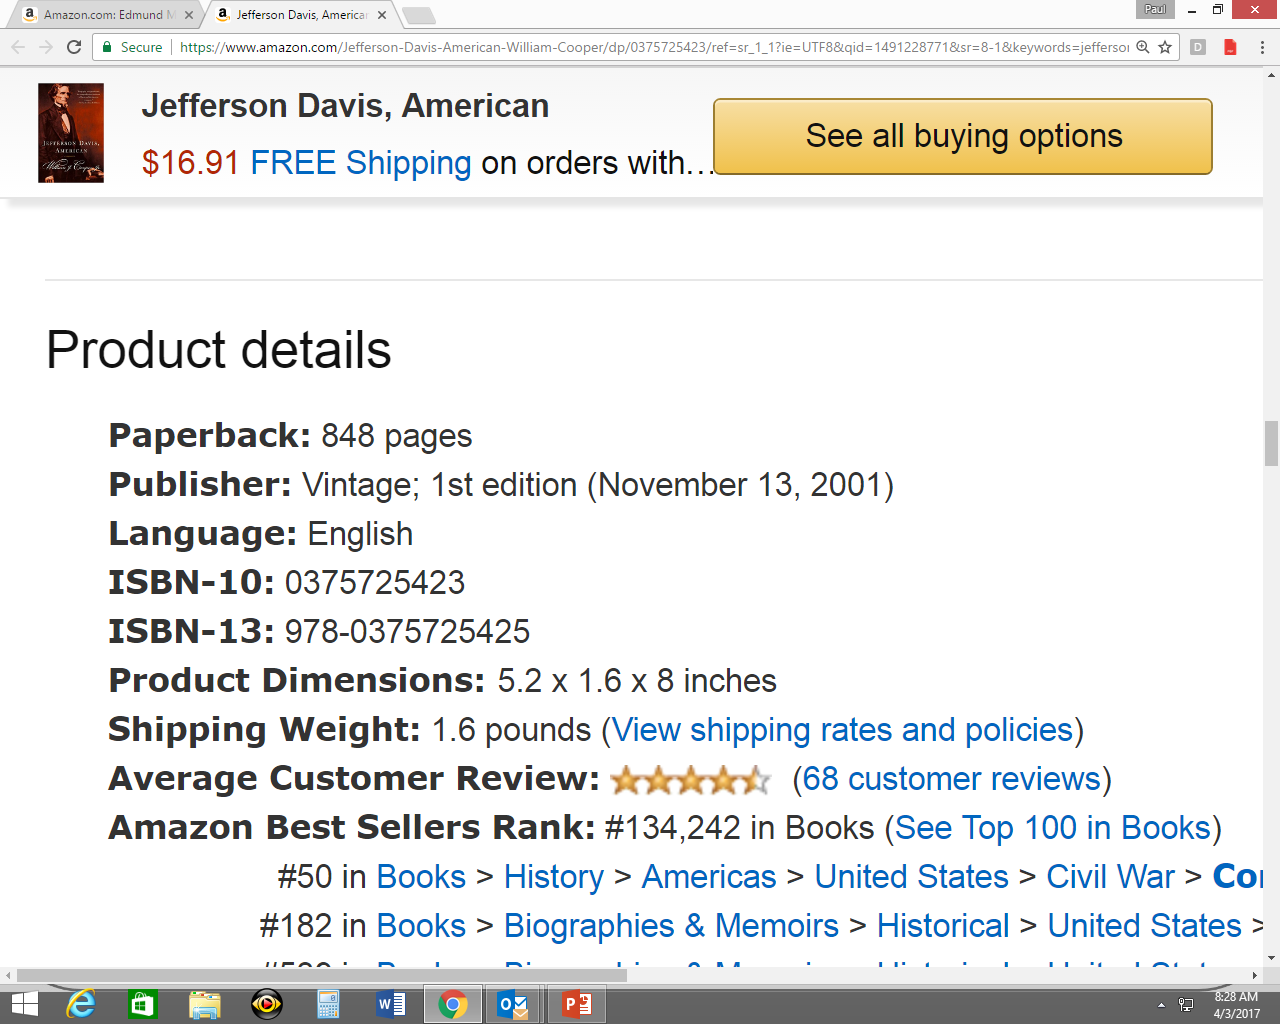 Amazon.com: Edmund M
Jefferson Davis, American
Paul
Secure
https://www.amazon.com/Jefferson-Davis-American-William-Cooper/dp/0375725423/ref=sr_1_1?ie=UTF8&qid=1491228771&sr=8-1&keywords=jefferson
JEFFERSON DAVIS,
AMERICAN
Jefferson Davis, American
$16.91 FREE Shipping on orders with…
See all buying options
Product details
Paperback: 848 pages
Publisher: Vintage; 1st edition (November 13, 2001)
Language: English
ISBN-10: 0375725423
ISBN-13: 978-0375725425
Product Dimensions: 5.2 x 1.6 x 8 inches
Shipping Weight: 1.6 pounds (View shipping rates and policies)
Average Customer Review: (68 customer reviews)
Amazon Best Sellers Rank: #134,242 in Books (See Top 100 in Books)
#50 in Books > History > Americas > United States > Civil War > Co
#182 in Books > Biographies & Memoirs > Historical > United States >
8:28 AM
4/3/2017